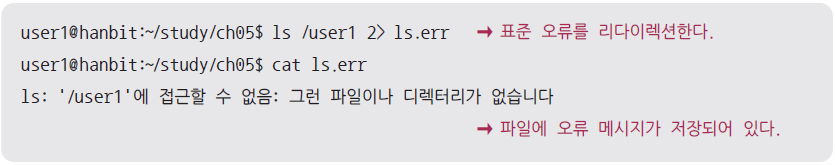 user1@hanbit:~/study/ch05$ ls /user1 2> ls.err → 표준 오류를 리다이렉션한다.
user1@hanbit:~/study/ch05$ cat ls.err
ls: '/user1'에 접근할 수 없음: 그런 파일이나 디렉터리가 없습니다
→ 파일에 오류 메시지가 저장되어 있다.